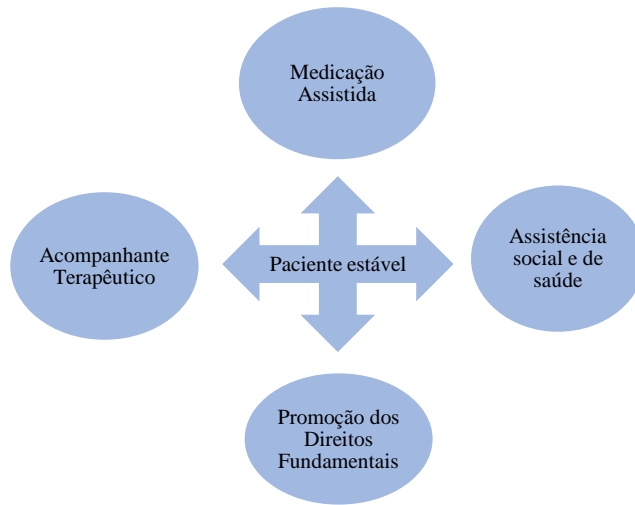 Medicação
Assistida
Acompanhante
Terapêutico
Paciente estável
Assistência
social e de
saúde
Promoção dos
Direitos
Fundamentais